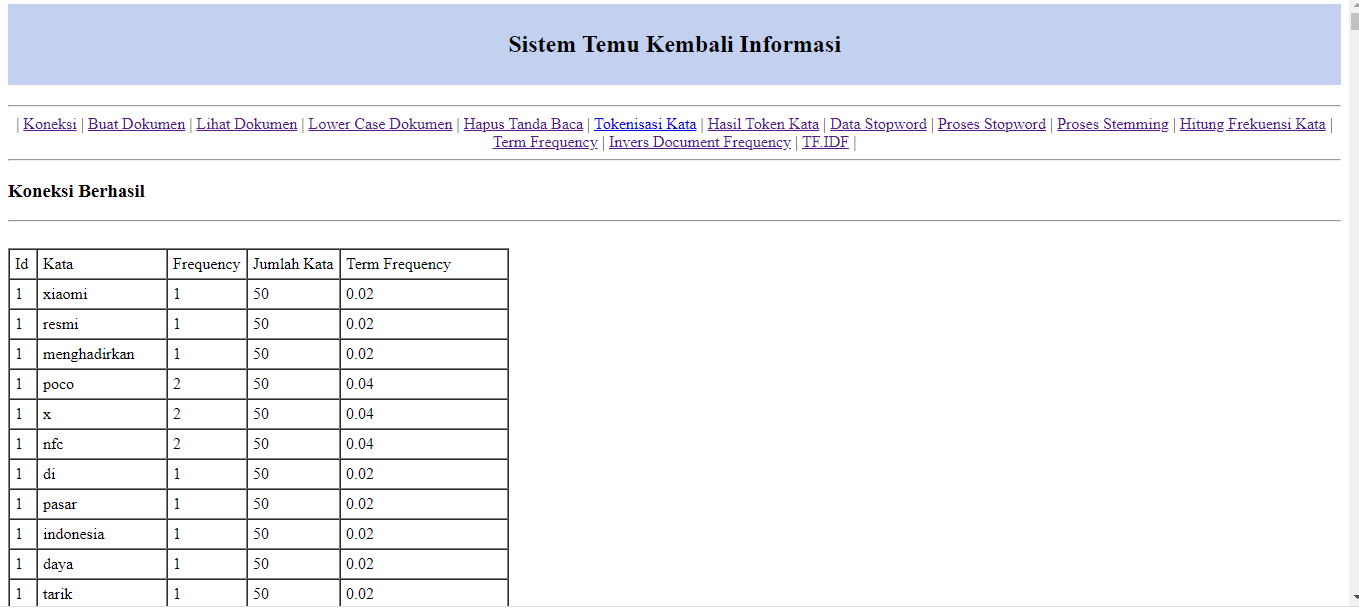 Sistem Temu Kembali Informasi
| Koneksi | Buat Dokumen | Lihat Dokumen | Lower Case Dokumen | Hapus Tanda Baca | Tokenisasi Kata | Hasil Token Kata | Data Stopword | Proses Stopword | Proses Stemming | Hitung Frekuensi Kata |
Term Frequency | Invers Document Frequency | TF.IDF |
Koneksi Berhasil
Id Kata Frequency Jumlah Kata Term Frequency
1 xiaomi 1 50 0.02
1 resmi 1 50 0.02
1 menghadirkan 1 50 0.02
1 poco 2 50 0.04
1 x 2 50 0.04
1 nfc 2 50 0.04
1 di 1 50 0.02
1 pasar 1 50 0.02
1 indonesia 1 50 0.02
1 daya 1 50 0.02
1 tarik 1 50 0.02